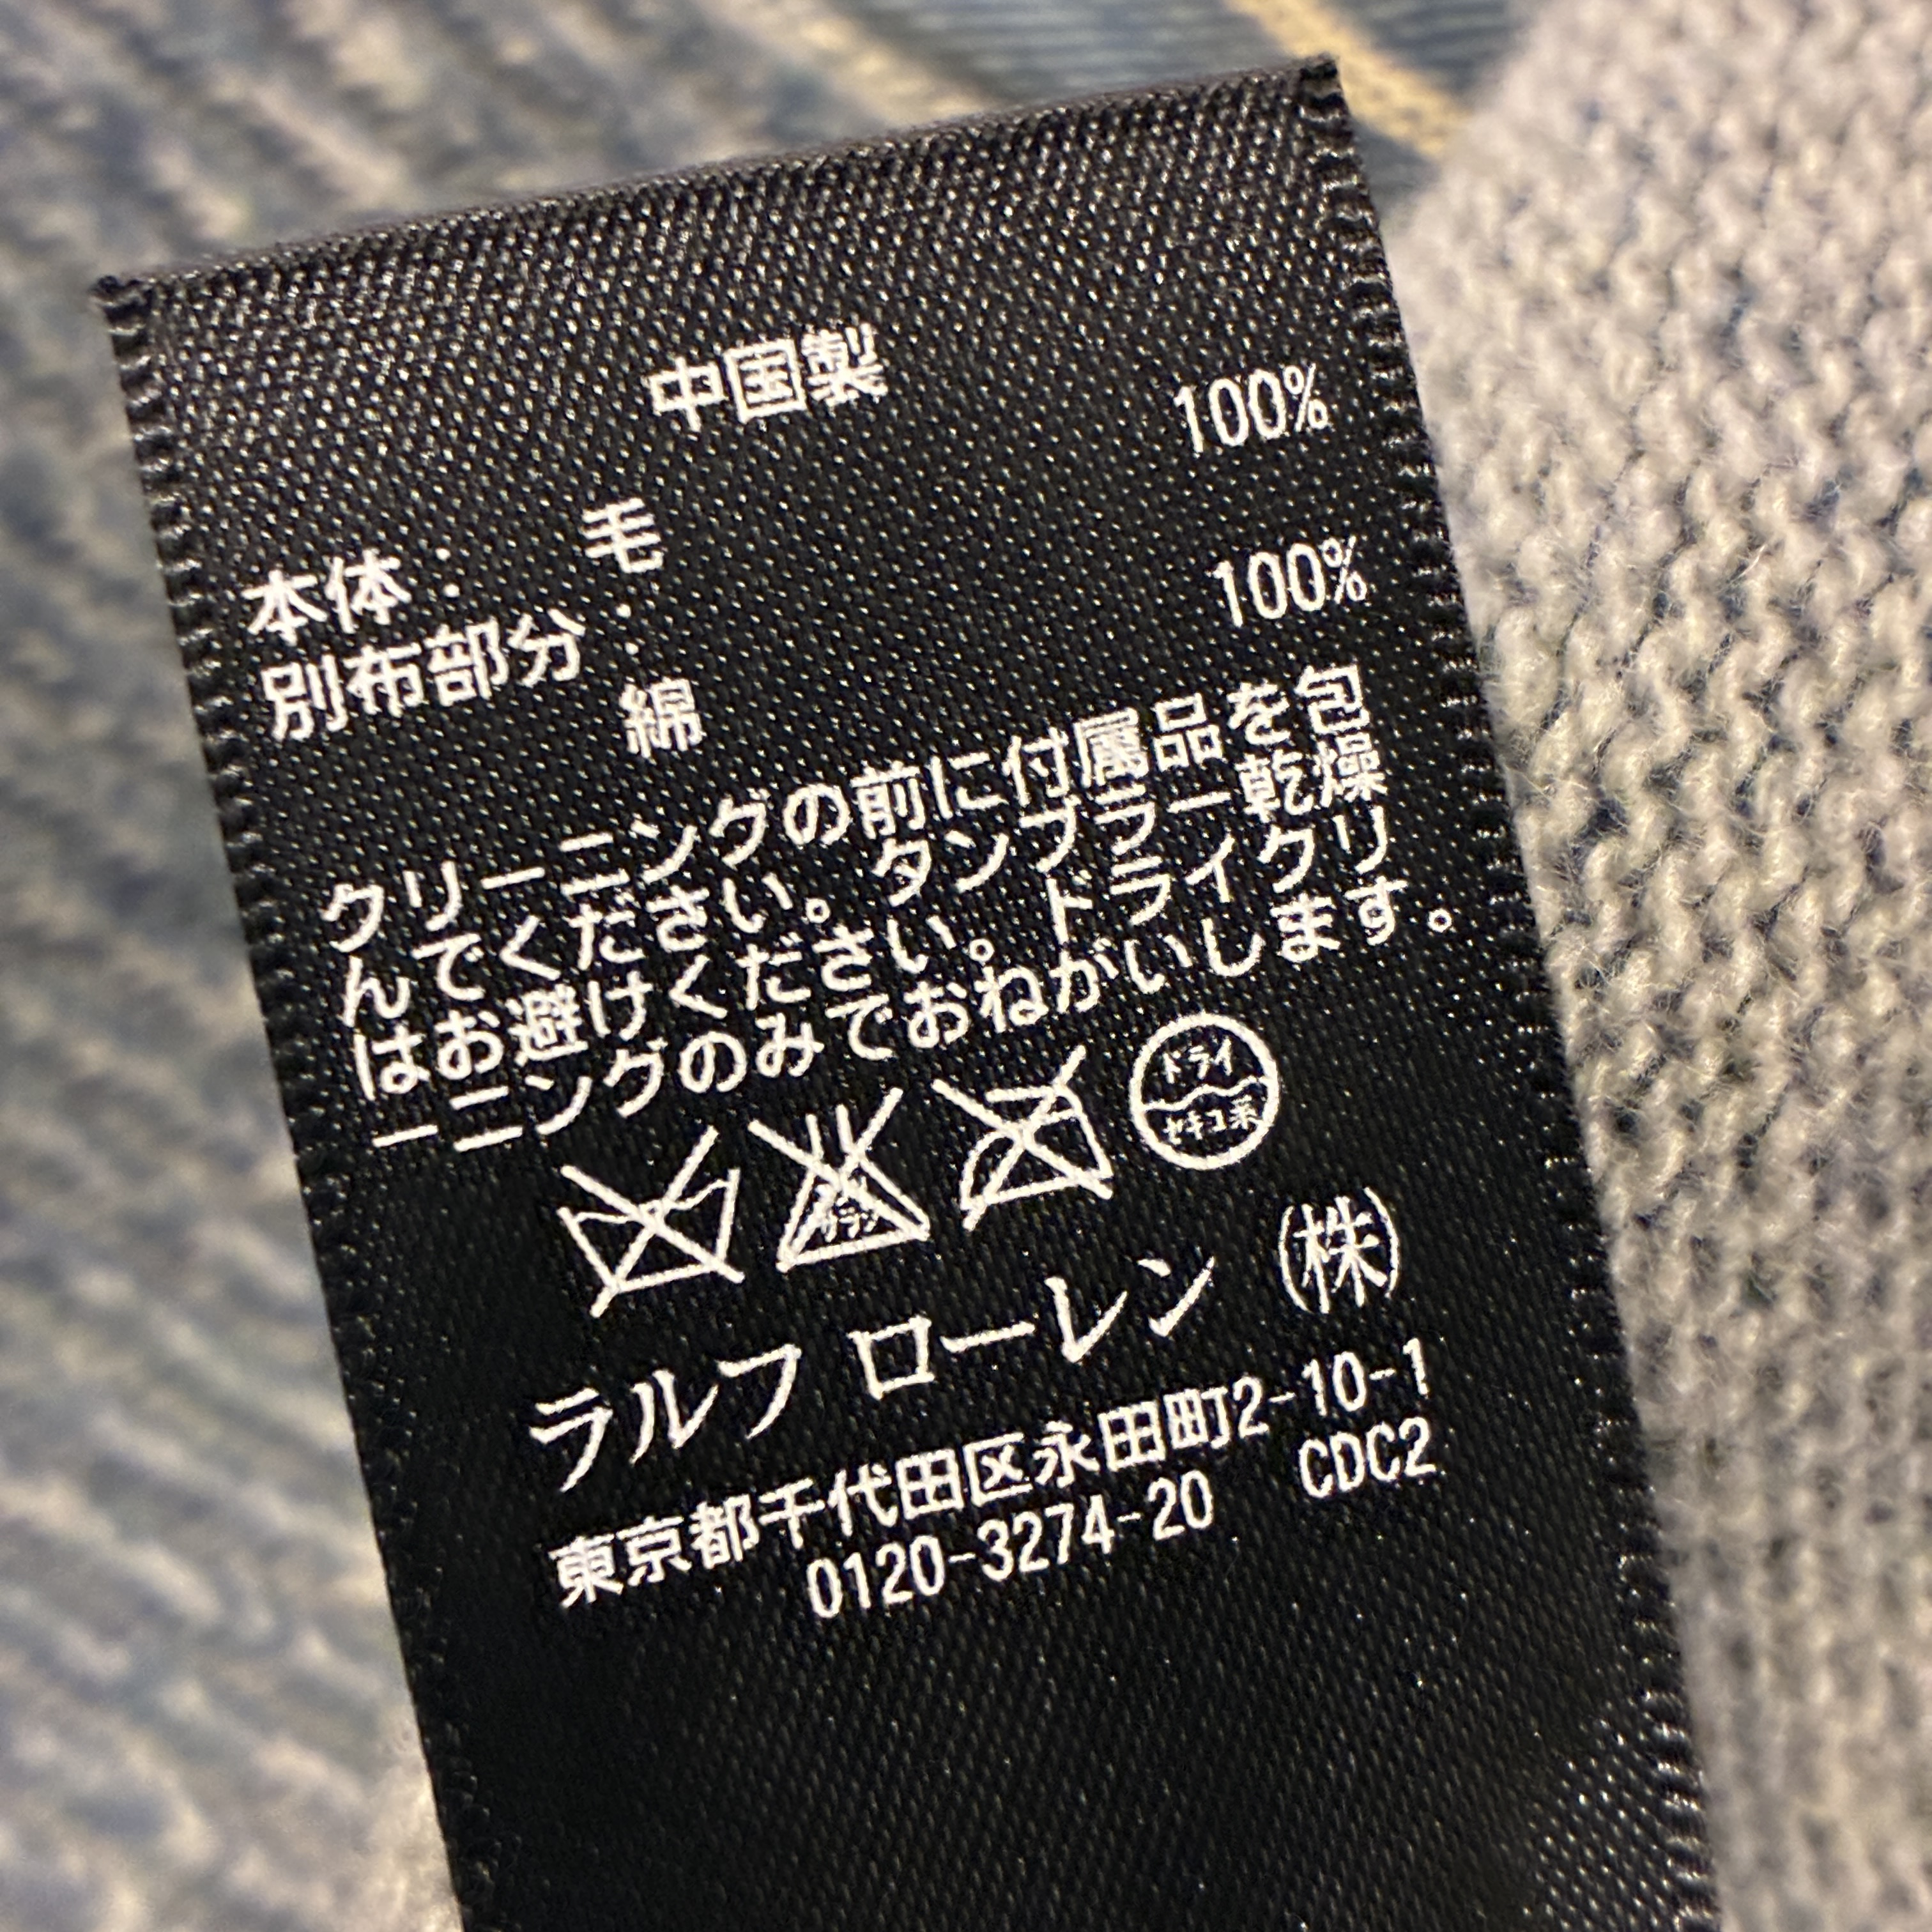 中国製
100%
本体: 毛
100%
別布部分: 綿
クリーニングの前に付属品を包
んでください。タンブラー乾燥
はお避けください。ドライクリ
ーニングのみでおねがいします。
ドライ
セキユ系
ラルフ ローレン (株)
東京都千代田区永田町2-10-1
0120-3274-20 CDC2